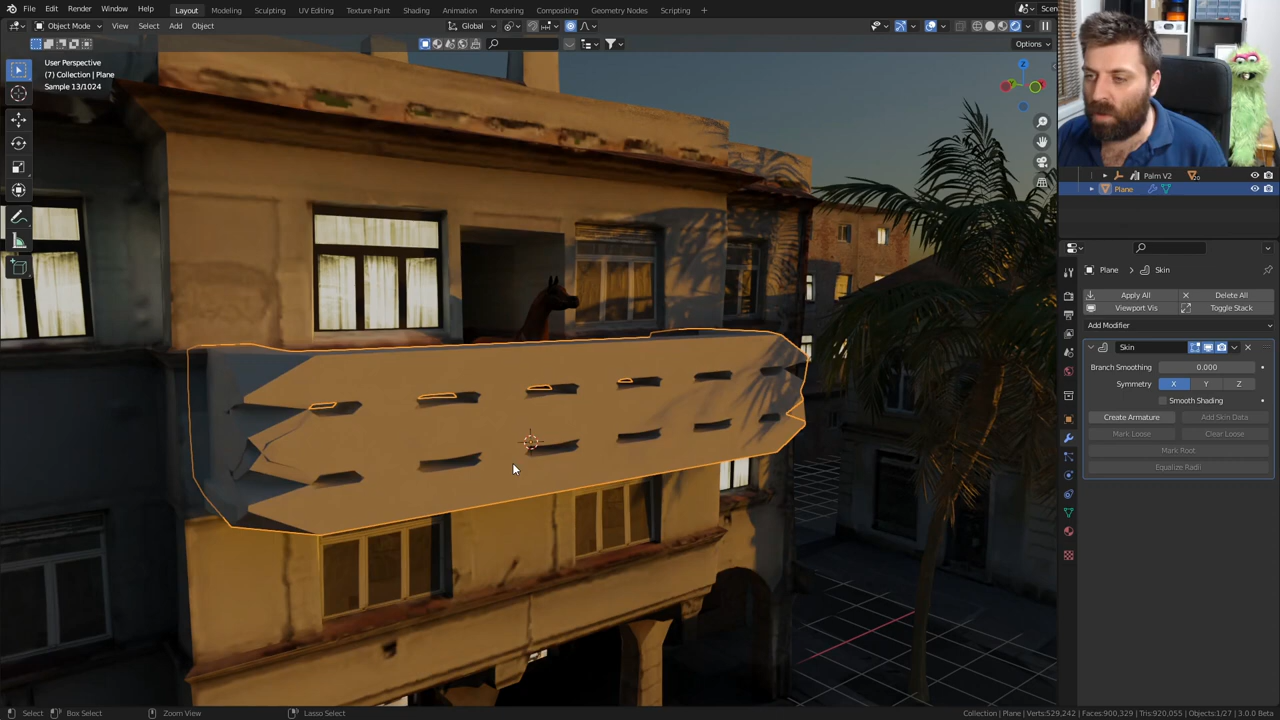 File Edit Render Window Help Layout Modeling Sculpting UV Editing Texture Paint Shading Animation Rendering Compositing Geometry Nodes Scripting + Scen
Object Mode View Select Add Object Global
Options
User Perspective
(7) Collection | Plane
Sample 13/1024
Z
Palm V2
Plane
Plane > Skin
Apply All Delete All
Viewport Vis Toggle Stack
Add Modifier
Skin
Branch Smoothing 0.000
Symmetry X Y Z
Smooth Shading
Create Armature Add Skin Data
Mark Loose Clear Loose
Mark Root
Equalize Radii
Select Box Select Zoom View Lasso Select Collection | Plane Verts:529,242 | Faces:900,329 | Tris:920,055 | Objects:1/27 | 3.0.0 Beta